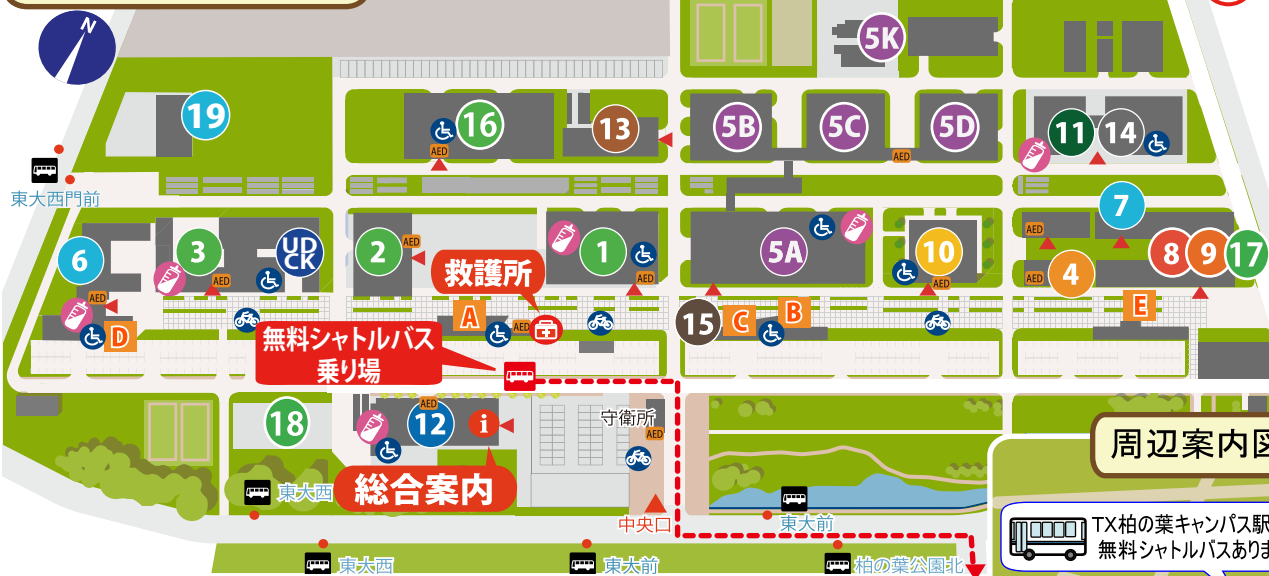 N
5K
19
16
13
5B
5C
5D
11
14
AED
AED
東大西門前
7
6
3
UD
CK
2
AED
1
5A
10
AED
8
9
17
救護所
4
AED
AED
AED
AED
AED
A
AED
15
C
B
E
D
無料シャトルバス
乗り場
18
AED
12
i
守衛所
AED
周辺案内図
総合案内
東大西
中央口
東大前
TX柏の葉キャンパス駅
無料シャトルバスありま
東大西
東大前
柏の葉公園北